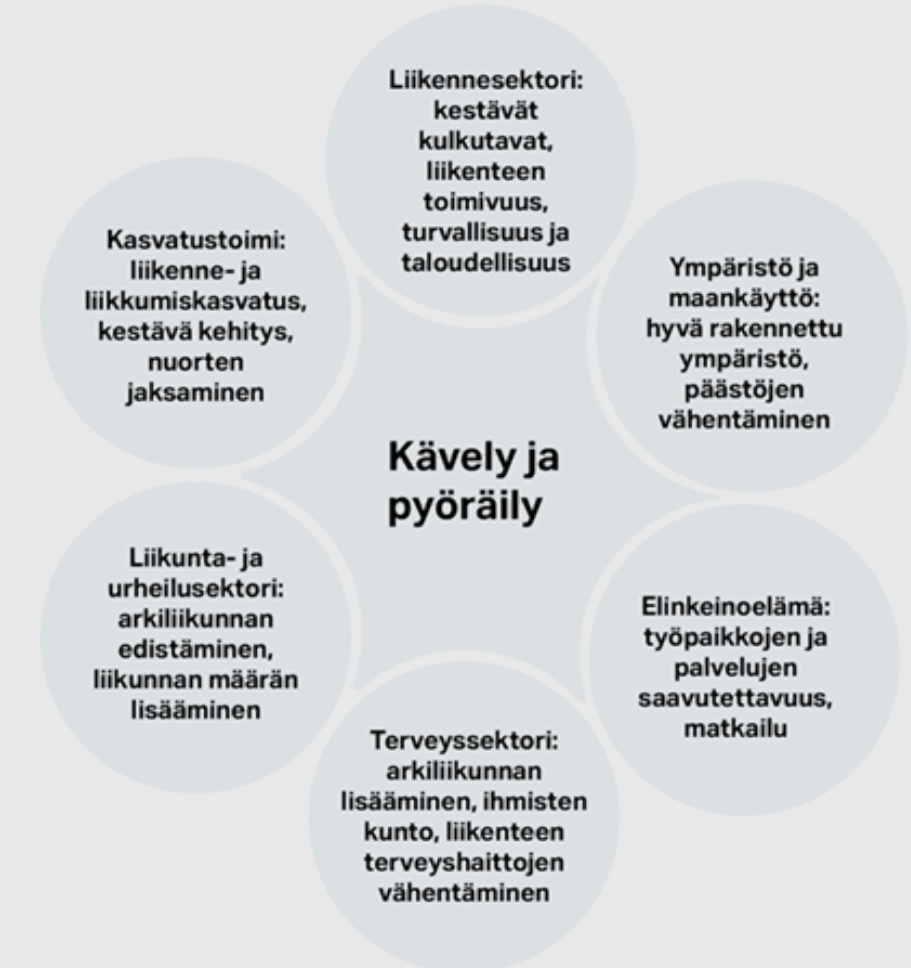 Liikennesektori:
kestävät
kulkutavat,
liikenteen
toimivuus,
turvallisuus ja
taloudellisuus
Kasvatustoimi:
liikenne- ja
liikkumiskasvatus,
kestävä kehitys,
nuorten
jaksaminen
Ympäristö ja
maankäyttö:
hyvä rakennettu
ympäristö,
päästöjen
vähentäminen
Kävely ja
pyöräily
Liikunta- ja
urheilusektori:
arkiliikunnan
edistäminen,
liikunnan määrän
lisääminen
Elinkeinoelämä:
työpaikkojen ja
palvelujen
saavutettavuus,
matkailu
Terveyssektori:
arkiliikunnan
lisääminen, ihmisten
kunto, liikenteen
terveyshaittojen
vähentäminen